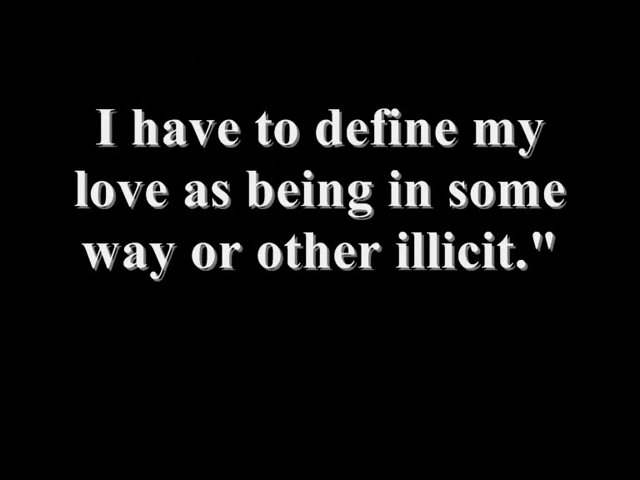 I have to define my
love as being in some
way or other illicit."